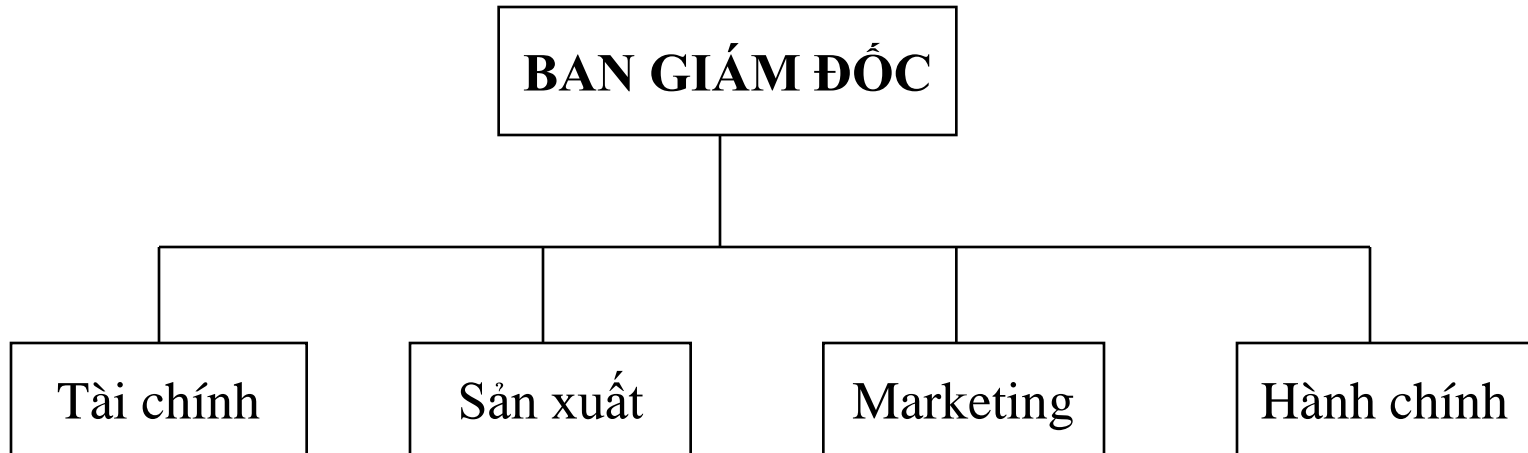 BAN GIÁM ĐỐC
Tài chính
Sản xuất
Marketing
Hành chính